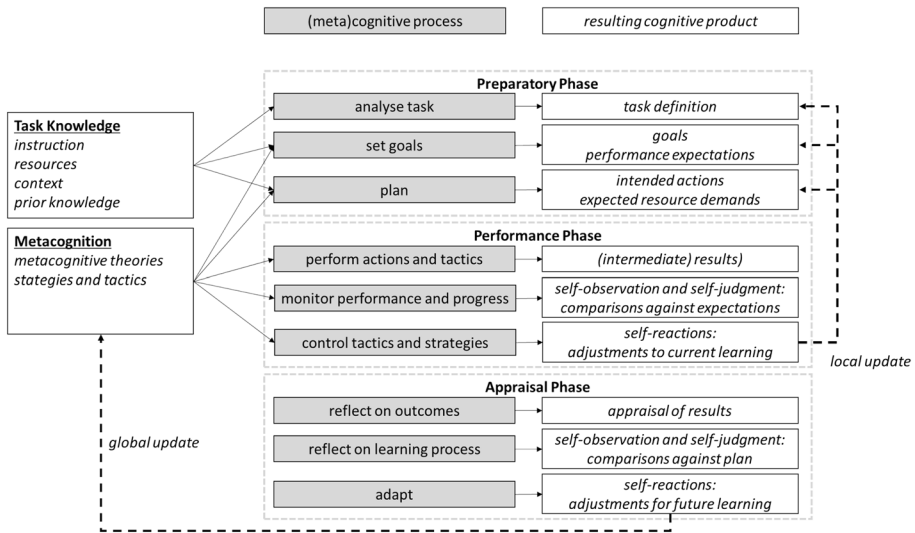 (meta)cognitive process
resulting cognitive product
Preparatory Phase
analyse task
task definition
Task Knowledge
instruction
resources
context
prior knowledge
set goals
goals
performance expectations
plan
intended actions
expected resource demands
Metacognition
metacognitive theories
stategies and tactics
Performance Phase
perform actions and tactics
(intermediate) results)
monitor performance and progress
self-observation and self-judgment:
comparisons against expectations
control tactics and strategies
self-reactions:
adjustments to current learning
local update
Appraisal Phase
reflect on outcomes
appraisal of results
global update
reflect on learning process
self-observation and self-judgment:
comparisons against plan
adapt
self-reactions:
adjustments for future learning